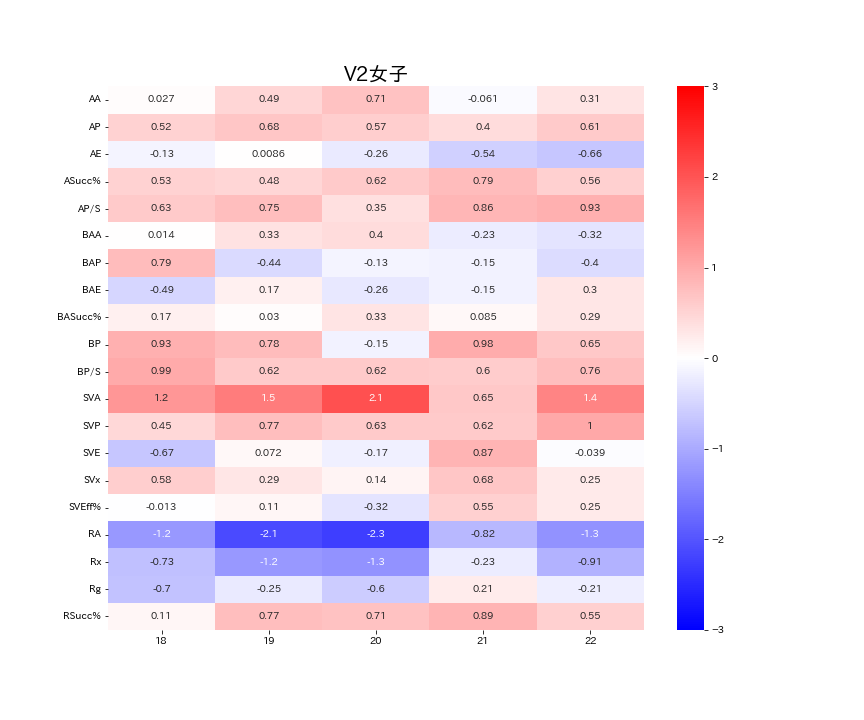 V2女子
AA 0.027 0.49 0.71 -0.061 0.31
AP 0.52 0.68 0.57 0.4 0.61
AE -0.13 0.0086 -0.26 -0.54 -0.66
ASucc% 0.53 0.48 0.62 0.79 0.56
AP/S 0.63 0.75 0.35 0.86 0.93
BAA 0.014 0.33 0.4 -0.23 -0.32
BAP 0.79 -0.44 -0.13 -0.15 -0.4
BAE -0.49 0.17 -0.26 -0.15 0.3
BASucc% 0.17 0.03 0.33 0.085 0.29
BP 0.93 0.78 -0.15 0.98 0.65
BP/S 0.99 0.62 0.62 0.6 0.76
SVA 1.2 1.5 2.1 0.65 1.4
SVP 0.45 0.77 0.63 0.62 1
SVE -0.67 0.072 -0.17 0.87 -0.039
SVx 0.58 0.29 0.14 0.68 0.25
SVEff% -0.013 0.11 -0.32 0.55 0.25
RA -1.2 -2.1 -2.3 -0.82 -1.3
Rx -0.73 -1.2 -1.3 -0.23 -0.91
Rg -0.7 -0.25 -0.6 0.21 -0.21
RSucc% 0.11 0.77 0.71 0.89 0.55
18 19 20 21 22
3
2
1
0
−1
−2
−3